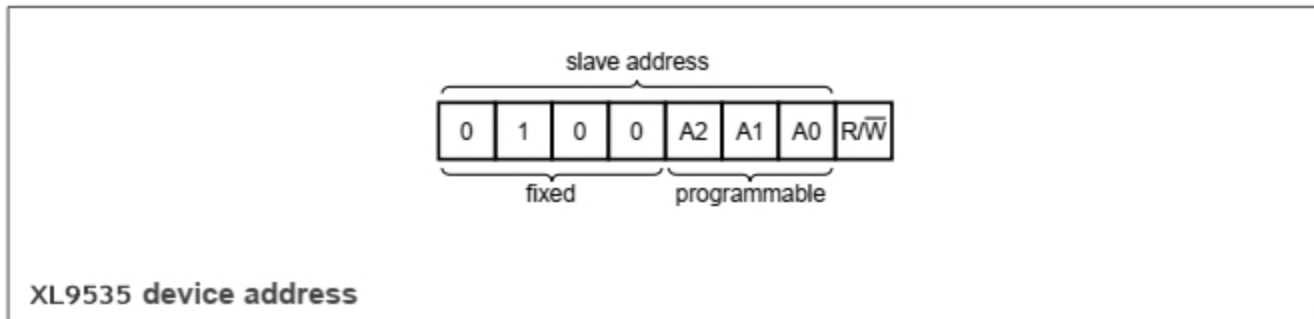 slave address
0 1 0 0 A2 A1 A0 R/W̅
fixed programmable
XL9535 device address